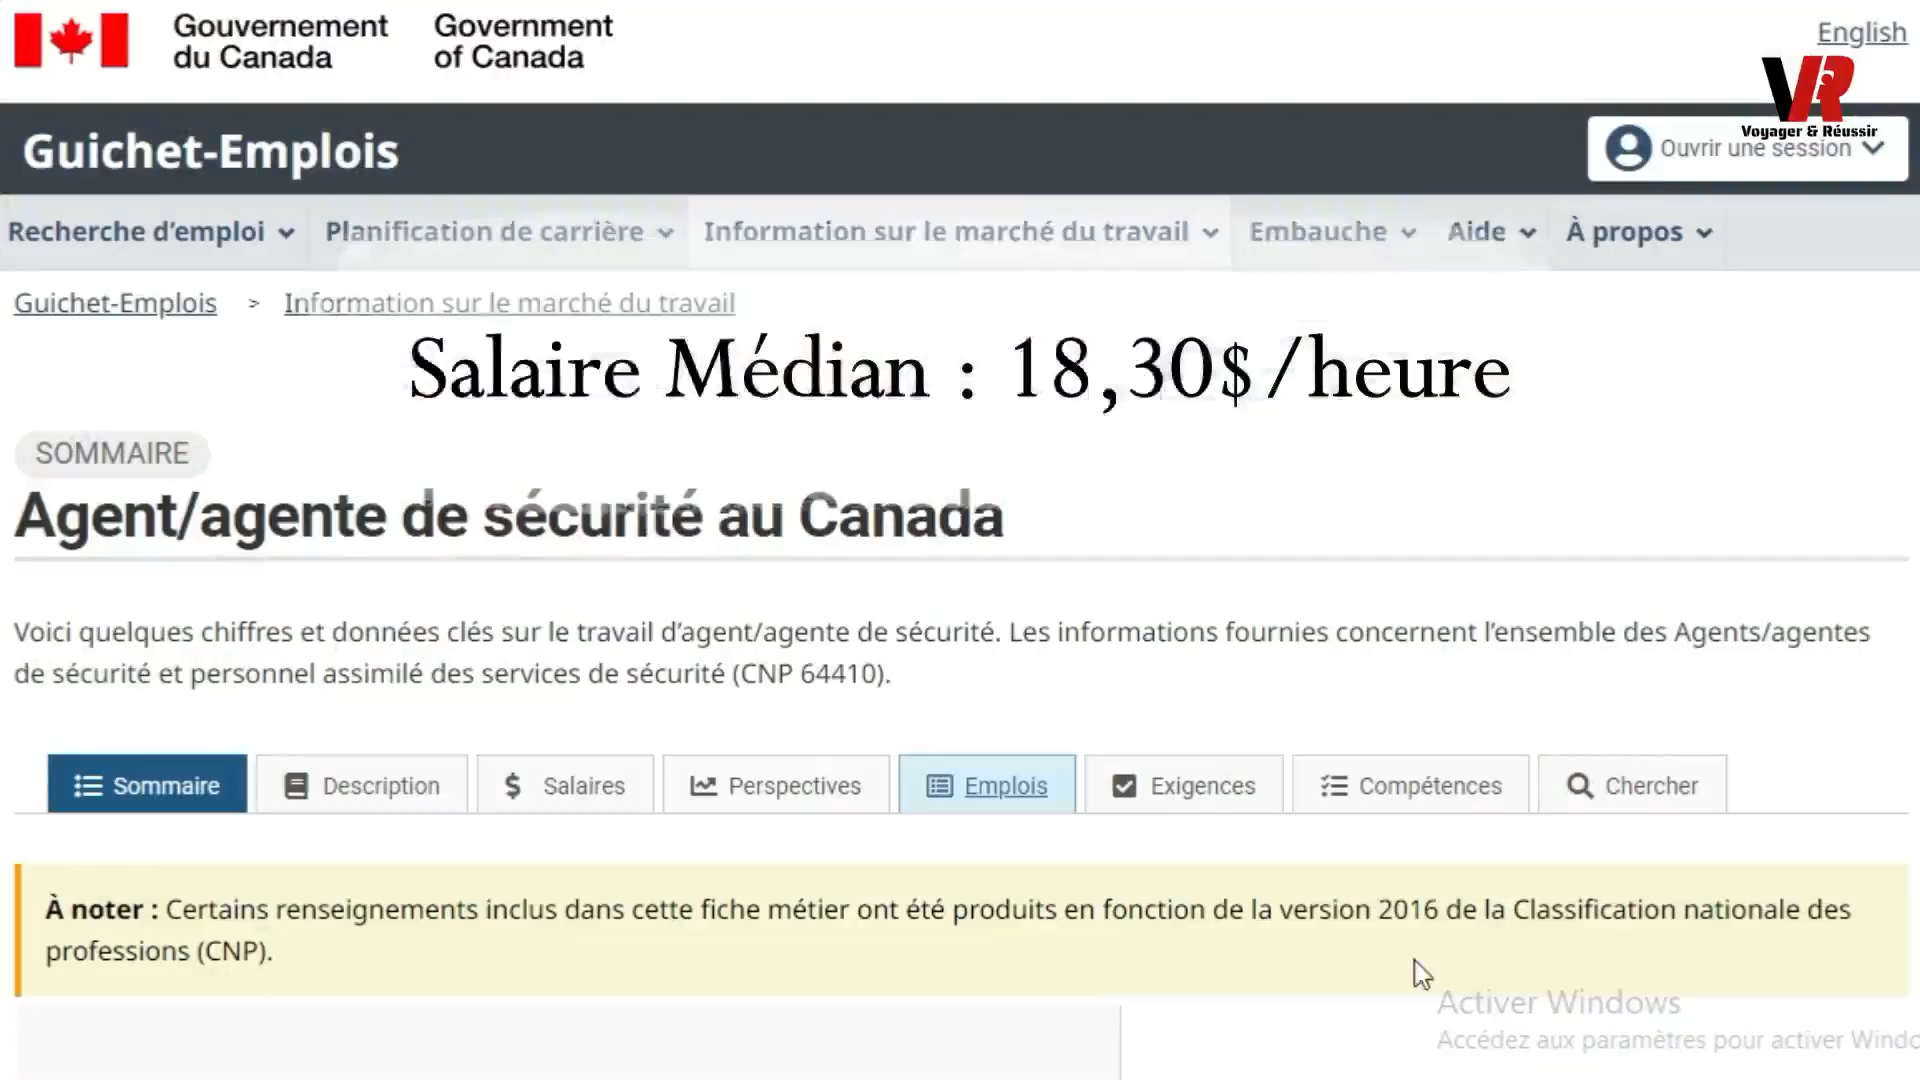 Gouvernement
du Canada
Government
of Canada
English
VR
Voyager & Réussir
Guichet-Emplois
Ouvrir une session
Recherche d'emploi
Planification de carrière
Information sur le marché du travail
Embauche
Aide
À propos
Guichet-Emplois > Information sur le marché du travail
Salaire Médian : 18,30$/heure
SOMMAIRE
Agent/agente de sécurité au Canada
Voici quelques chiffres et données clés sur le travail d'agent/agente de sécurité. Les informations fournies concernent l'ensemble des Agents/agentes
de sécurité et personnel assimilé des services de sécurité (CNP 64410).
Sommaire
Description
$ Salaires
Perspectives
Emplois
Exigences
Compétences
Chercher
À noter : Certains renseignements inclus dans cette fiche métier ont été produits en fonction de la version 2016 de la Classification nationale des
professions (CNP).
Activer Windows
Accédez aux paramètres pour activer Windo